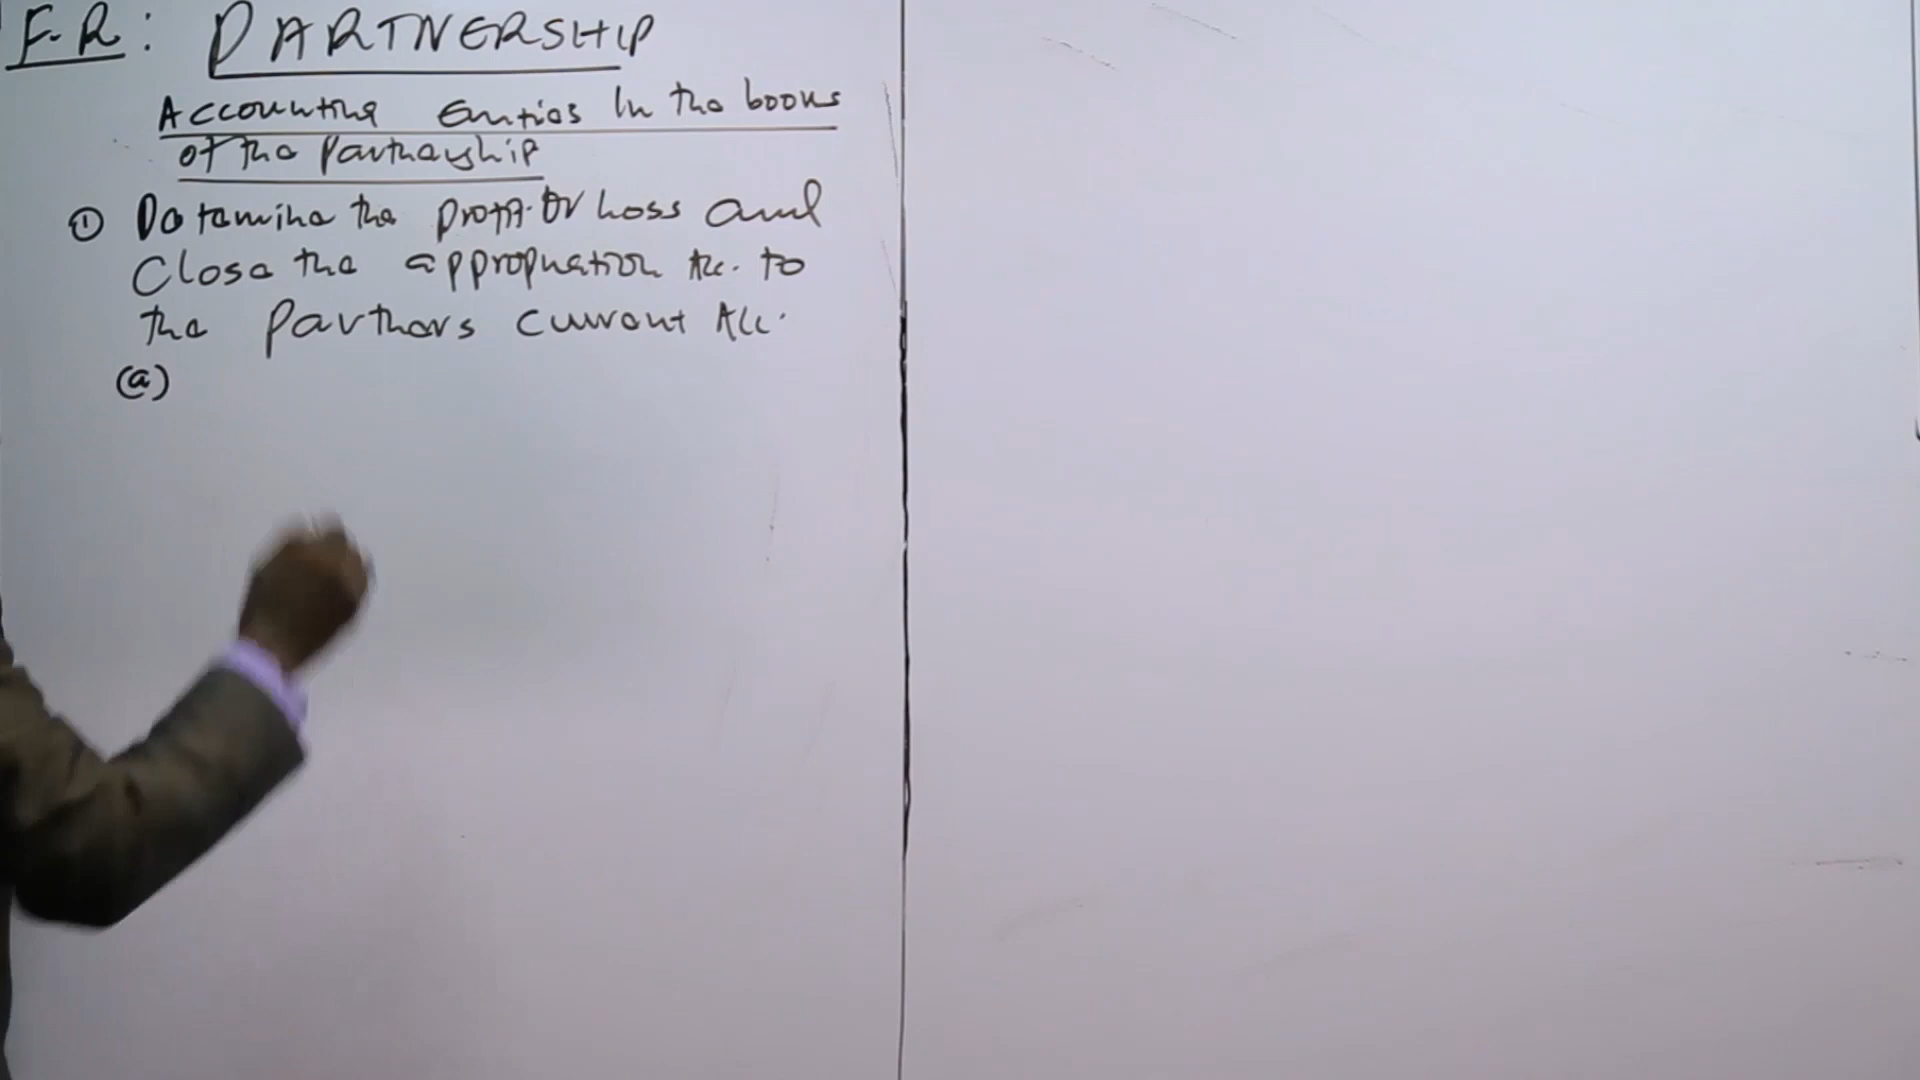 F.R: PARTNERSHIP
Accounting Entries In the books
of the Partnership
① Determine the profit or Loss and
Close the appropriation Acc. to
the Partners Current Acc.
(a)